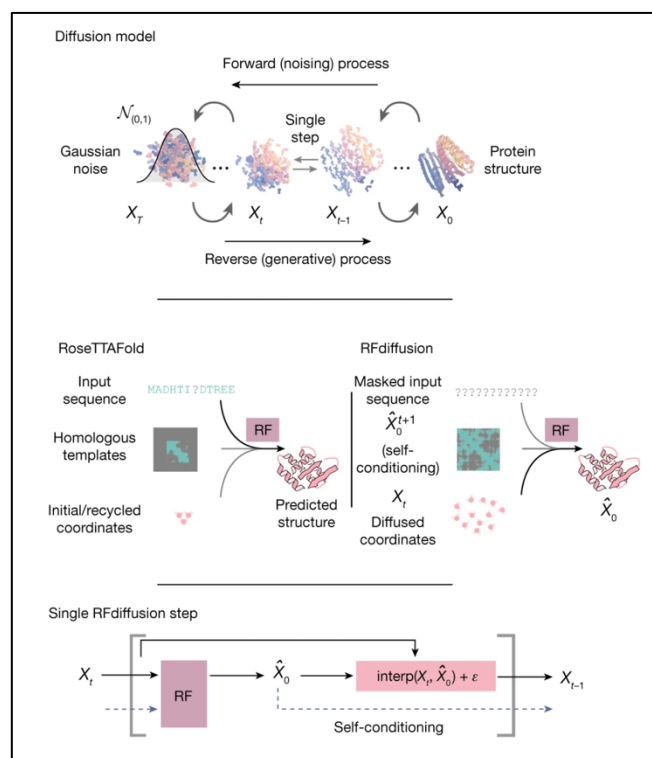 Diffusion model
Forward (noising) process
𝒩(0,1)
Single
step
Gaussian
noise
...
...
Protein
structure
X_T
X_t
X_{t–1}
X_0
Reverse (generative) process
RoseTTAFold
RFdiffusion
Input
sequence
MADHTI?DTREE
Masked input
sequence
????????????
RF
RF
Homologous
templates
X̂_0^{t+1}
(self-
conditioning)
Predicted
structure
X_t
X̂_0
Initial/recycled
coordinates
Diffused
coordinates
Single RFdiffusion step
X_t
RF
X̂_0
interp(X_t, X̂_0) + ε
X_{t–1}
Self-conditioning